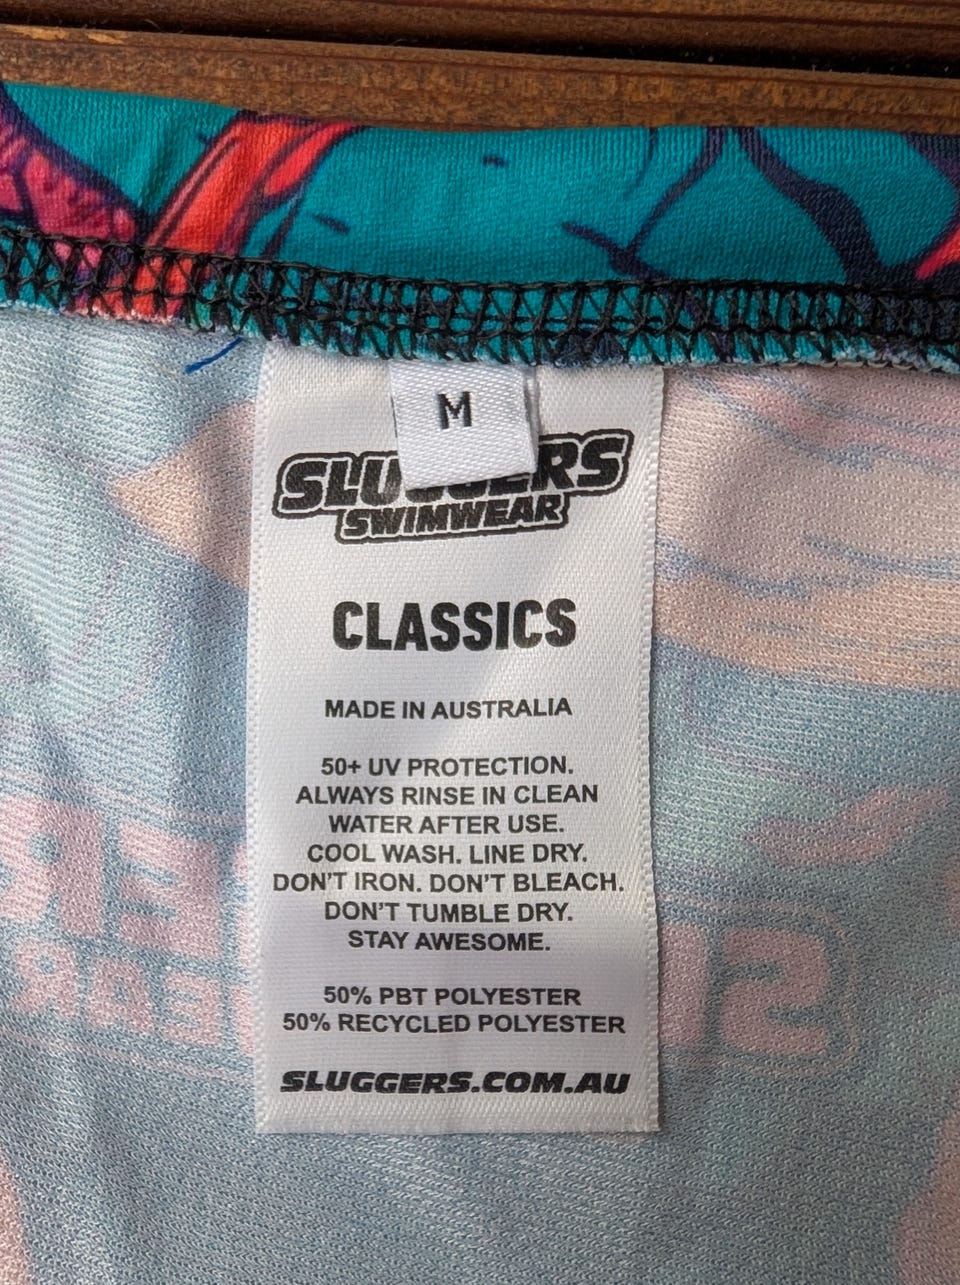 M
SLUGGERS
SWIMWEAR
CLASSICS
MADE IN AUSTRALIA
50+ UV PROTECTION.
ALWAYS RINSE IN CLEAN
WATER AFTER USE.
COOL WASH. LINE DRY.
DON'T IRON. DON'T BLEACH.
DON'T TUMBLE DRY.
STAY AWESOME.
50% PBT POLYESTER
50% RECYCLED POLYESTER
SLUGGERS.COM.AU